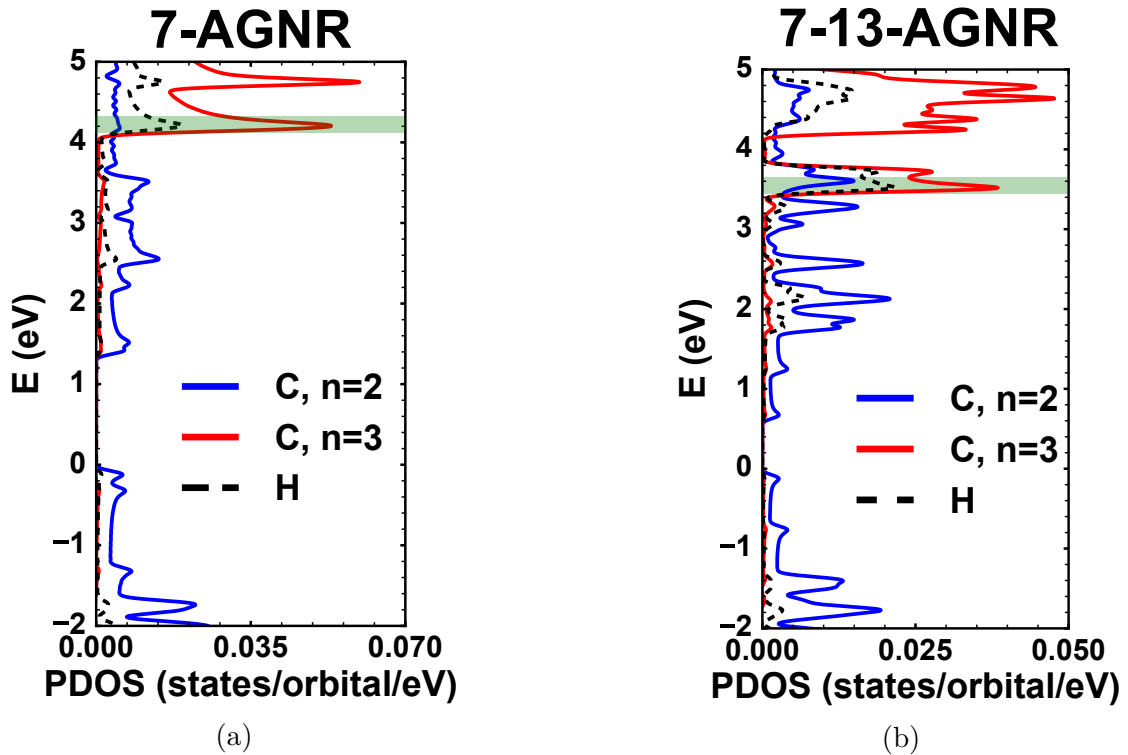 7-AGNR
5
4
3
2
1
0
−1
−2
E (eV)
C, n=2
C, n=3
H
0.000 0.035 0.070
PDOS (states/orbital/eV)
(a)
7-13-AGNR
5
4
3
2
1
0
−1
−2
E (eV)
C, n=2
C, n=3
H
0.000 0.025 0.050
PDOS (states/orbital/eV)
(b)